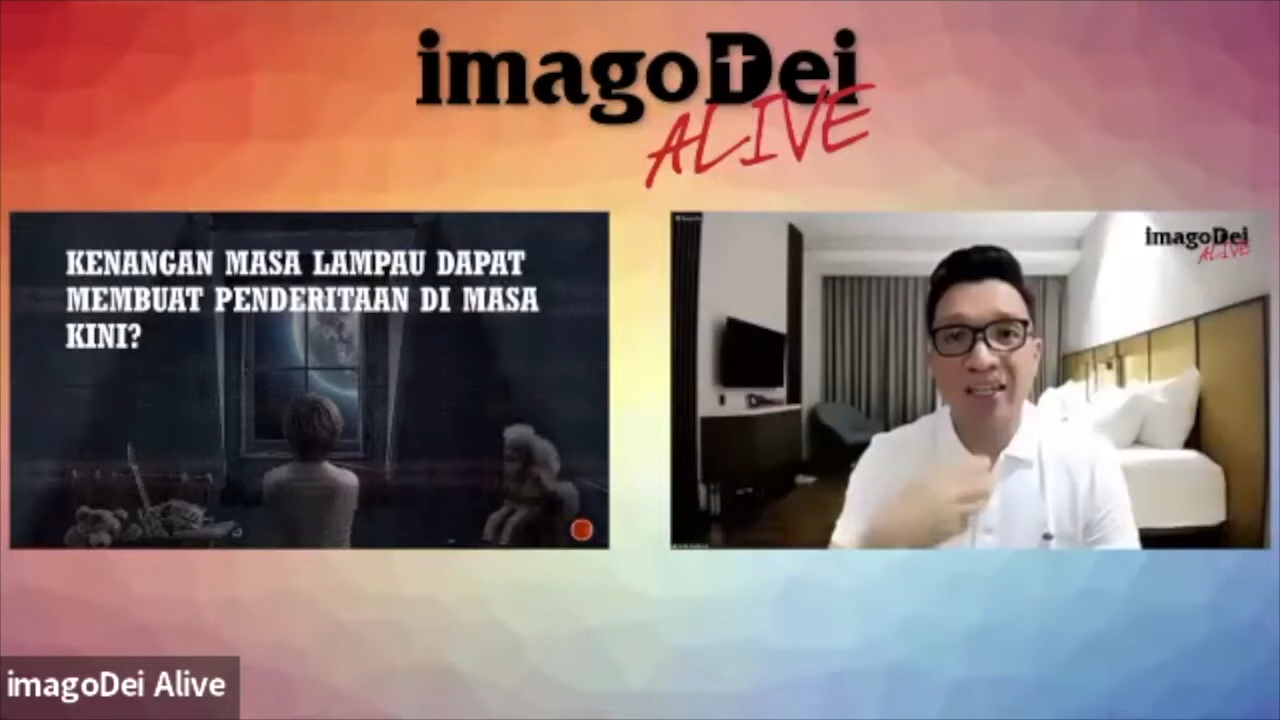 imagoDei
ALIVE
KENANGAN MASA LAMPAU DAPAT
MEMBUAT PENDERITAAN DI MASA
KINI?
imagoDei
ALIVE
imagoDei Alive